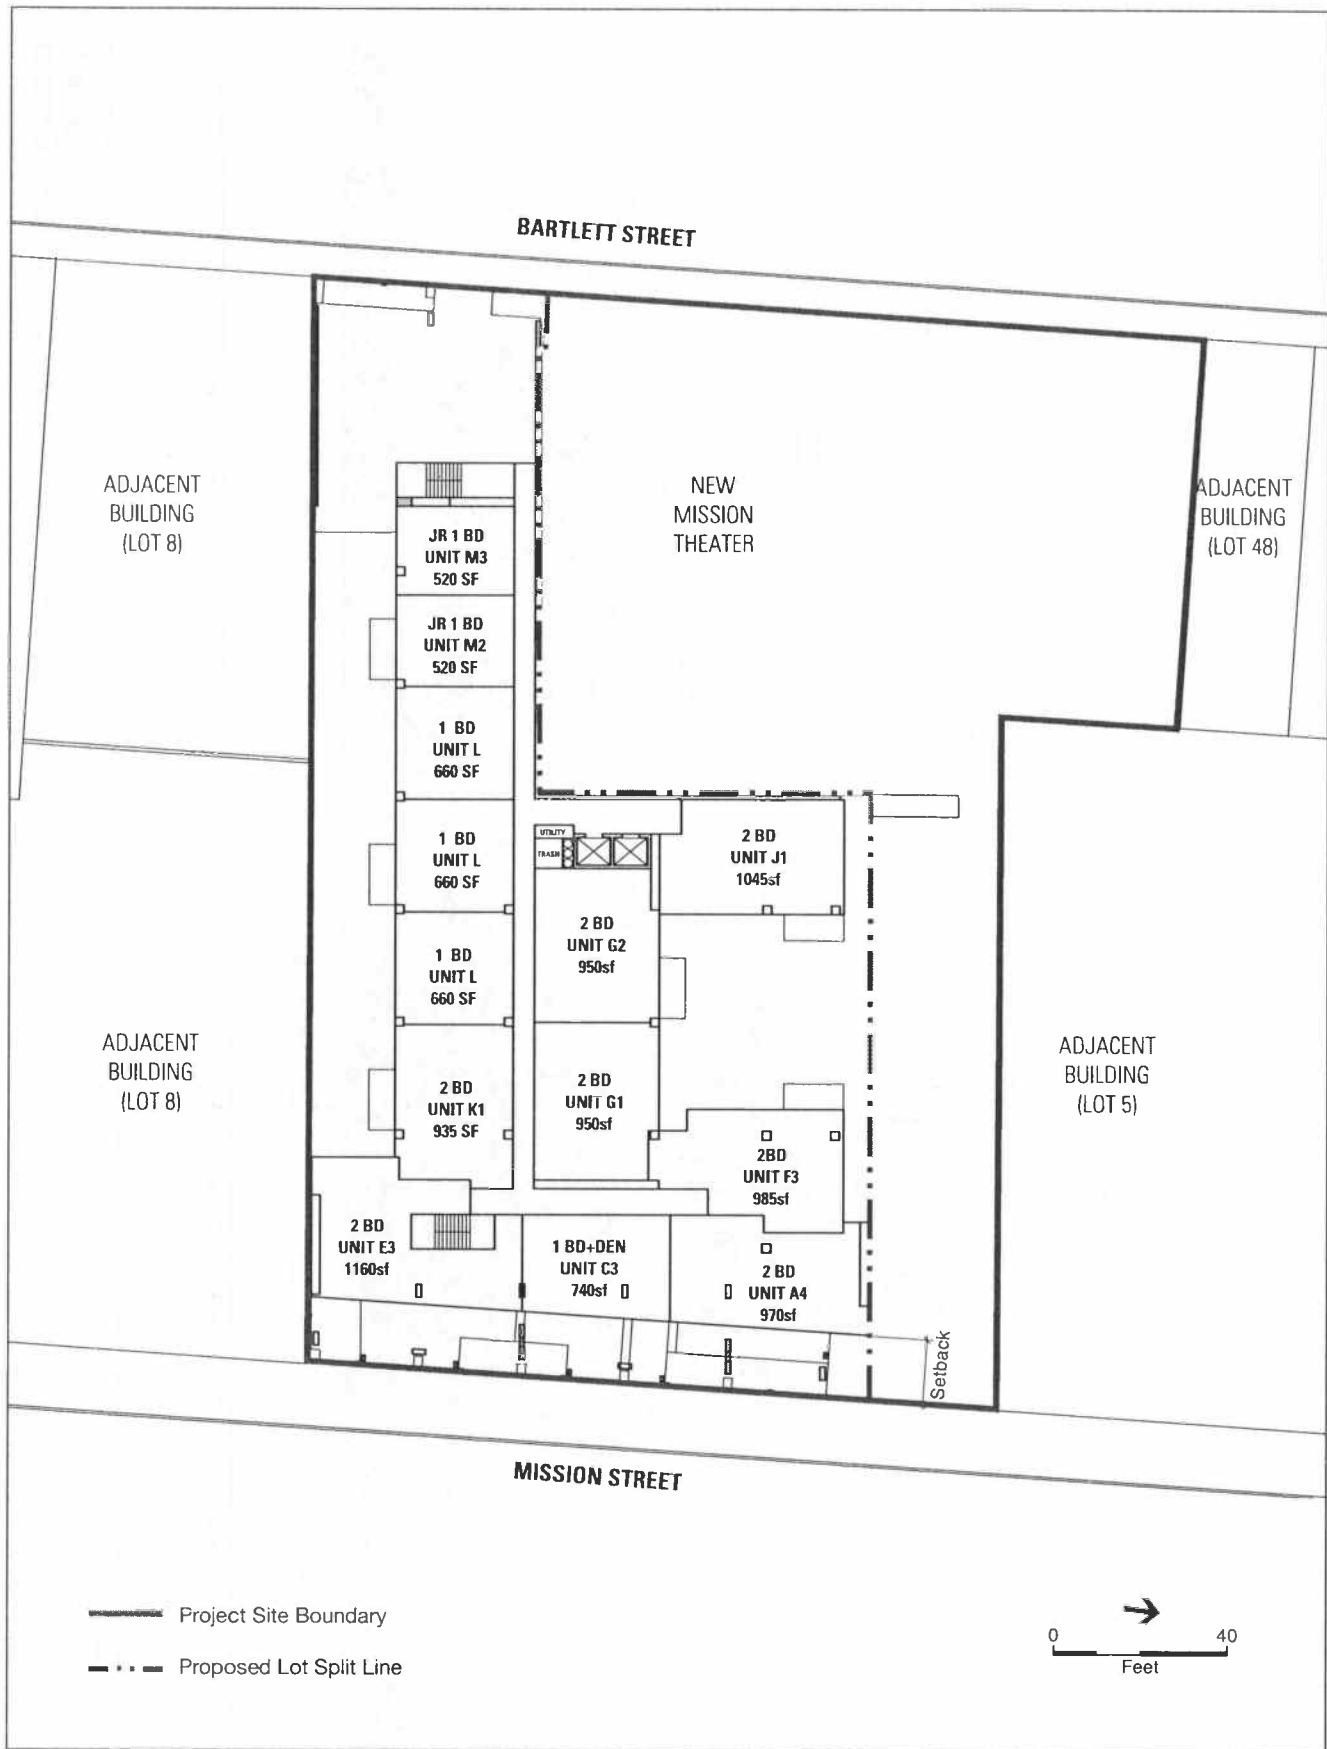 BARTLETT STREET
ADJACENT
BUILDING
(LOT 8)
NEW
MISSION
THEATER
ADJACENT
BUILDING
(LOT 48)
JR 1 BD
UNIT M3
520 SF
JR 1 BD
UNIT M2
520 SF
1 BD
UNIT L
660 SF
1 BD
UNIT L
660 SF
1 BD
UNIT L
660 SF
2 BD
UNIT K1
935 SF
UTILITY
TRASH
2 BD
UNIT J1
1045sf
2 BD
UNIT G2
950sf
2 BD
UNIT G1
950sf
ADJACENT
BUILDING
(LOT 8)
ADJACENT
BUILDING
(LOT 5)
2BD
UNIT F3
985sf
2 BD
UNIT E3
1160sf
1 BD+DEN
UNIT C3
740sf
2 BD
UNIT A4
970sf
Setback
MISSION STREET
Project Site Boundary
Proposed Lot Split Line
0 40
Feet